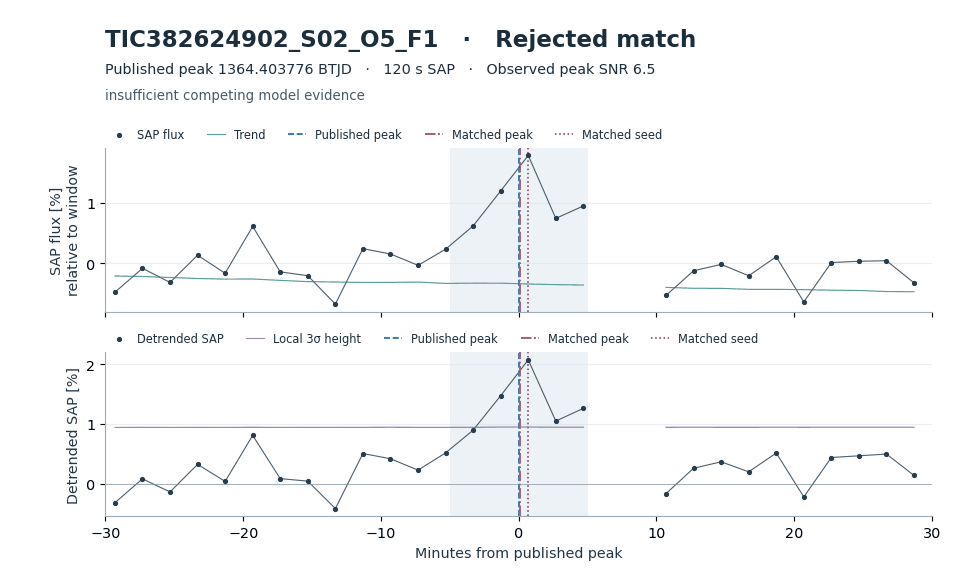 TIC382624902_S02_O5_F1 · Rejected match
Published peak 1364.403776 BTJD · 120 s SAP · Observed peak SNR 6.5
insufficient competing model evidence
SAP flux Trend Published peak Matched peak Matched seed
SAP flux [%]
relative to window
1
0
Detrended SAP Local 3σ height Published peak Matched peak Matched seed
Detrended SAP [%]
2
1
0
−30 −20 −10 0 10 20 30
Minutes from published peak